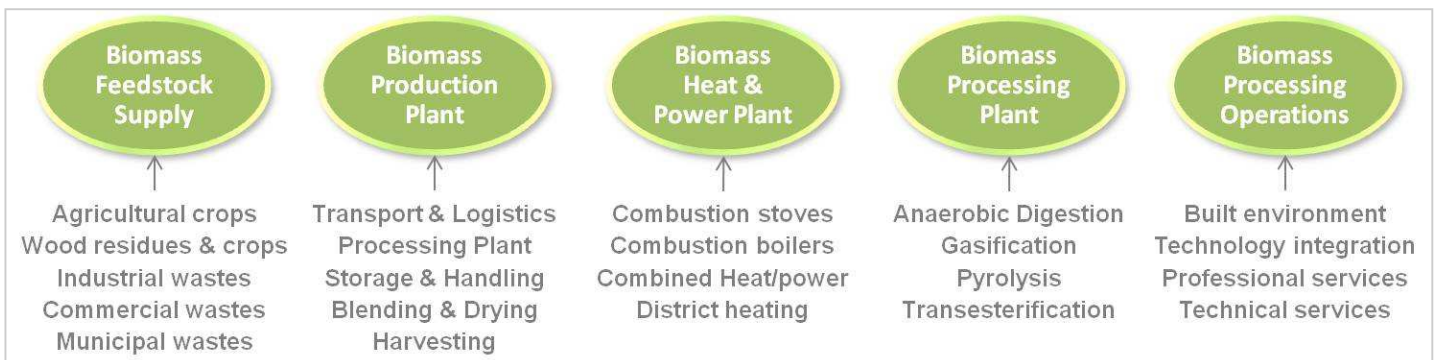 Biomass
Feedstock
Supply
Biomass
Production
Plant
Biomass
Heat &
Power Plant
Biomass
Processing
Plant
Biomass
Processing
Operations
Agricultural crops
Wood residues & crops
Industrial wastes
Commercial wastes
Municipal wastes
Transport & Logistics
Processing Plant
Storage & Handling
Blending & Drying
Harvesting
Combustion stoves
Combustion boilers
Combined Heat/power
District heating
Anaerobic Digestion
Gasification
Pyrolysis
Transesterification
Built environment
Technology integration
Professional services
Technical services